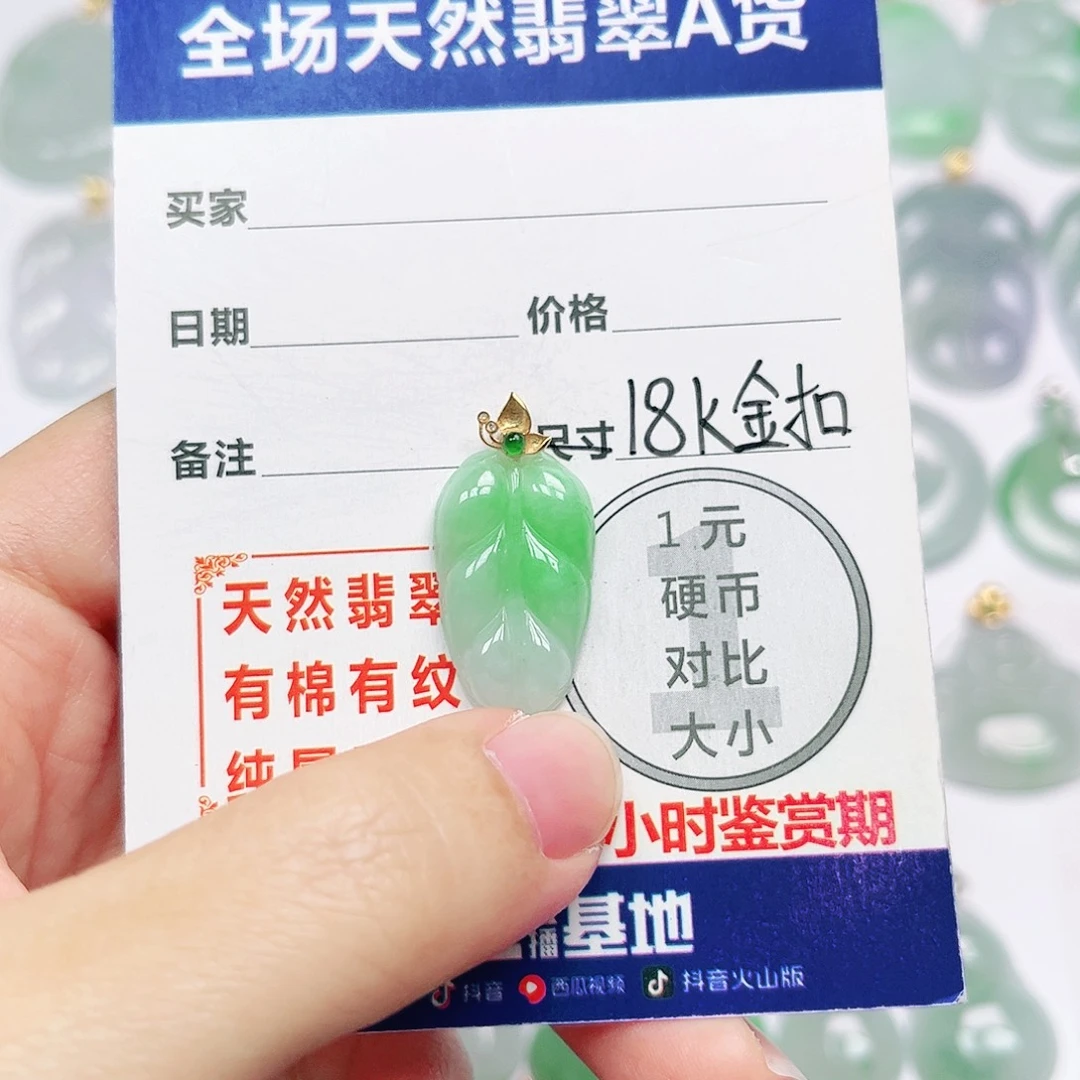 全场天然翡翠A货
买家
日期 价格
备注 尺寸 18k金扣
天然翡翠
有棉有纹
1元
硬币
对比
大小
小时鉴赏期
播基地
抖音 西瓜视频 抖音火山版